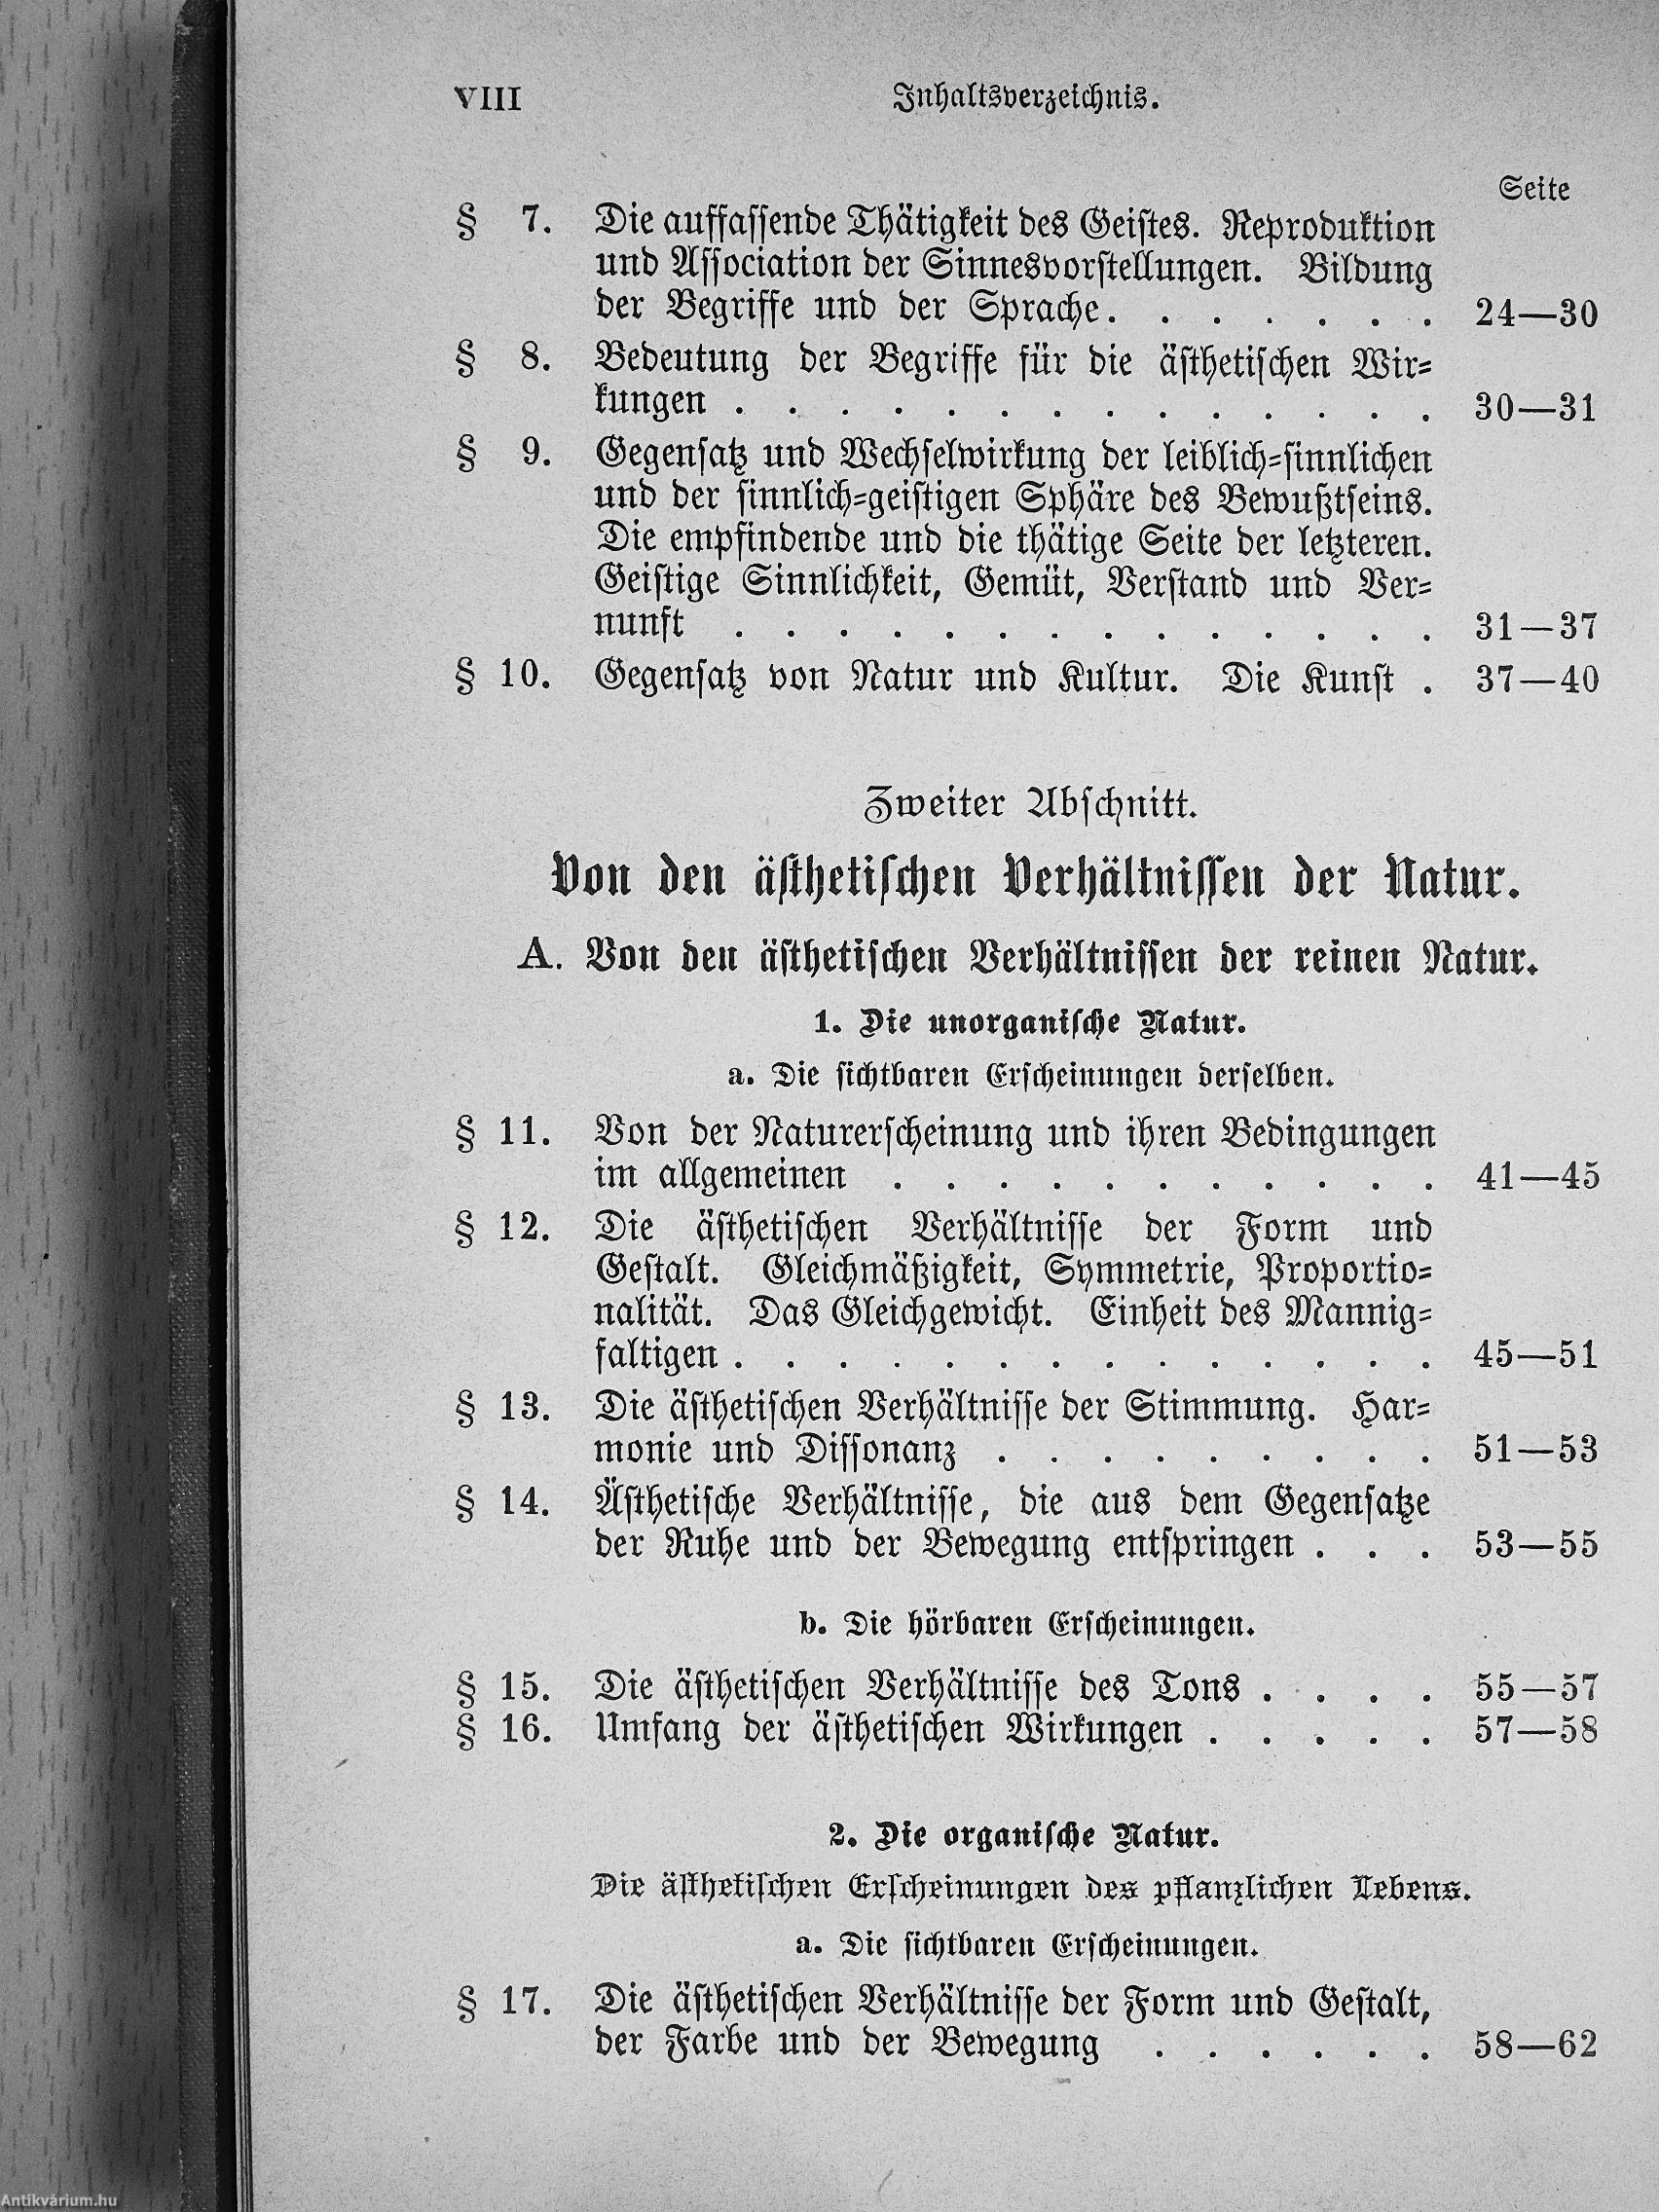 VIII Inhaltsverzeichnis.
Seite
§ 7. Die auffassende Thätigkeit des Geistes. Reproduktion
und Association der Sinnesvorstellungen. Bildung
der Begriffe und der Sprache. . . . . . . 24—30
§ 8. Bedeutung der Begriffe für die ästhetischen Wir=
kungen . . . . . . . . . . . . . . 30—31
§ 9. Gegensatz und Wechselwirkung der leiblich=sinnlichen
und der sinnlich=geistigen Sphäre des Bewußtseins.
Die empfindende und die thätige Seite der letzteren.
Geistige Sinnlichkeit, Gemüt, Verstand und Ver=
nunft . . . . . . . . . . . . . . 31—37
§ 10. Gegensatz von Natur und Kultur. Die Kunst . 37—40
Zweiter Abschnitt.
Von den ästhetischen Verhältnissen der Natur.
A. Von den ästhetischen Verhältnissen der reinen Natur.
1. Die unorganische Natur.
a. Die sichtbaren Erscheinungen derselben.
§ 11. Von der Naturerscheinung und ihren Bedingungen
im allgemeinen . . . . . . . . . . . 41—45
§ 12. Die ästhetischen Verhältnisse der Form und
Gestalt. Gleichmäßigkeit, Symmetrie, Proportio=
nalität. Das Gleichgewicht. Einheit des Mannig=
faltigen . . . . . . . . . . . . . . 45—51
§ 13. Die ästhetischen Verhältnisse der Stimmung. Har=
monie und Dissonanz . . . . . . . . . 51—53
§ 14. Ästhetische Verhältnisse, die aus dem Gegensatze
der Ruhe und der Bewegung entspringen . . . 53—55
b. Die hörbaren Erscheinungen.
§ 15. Die ästhetischen Verhältnisse des Tons . . . . 55—57
§ 16. Umfang der ästhetischen Wirkungen . . . . . 57—58
2. Die organische Natur.
Die ästhetischen Erscheinungen des pflanzlichen Lebens.
a. Die sichtbaren Erscheinungen.
§ 17. Die ästhetischen Verhältnisse der Form und Gestalt,
der Farbe und der Bewegung . . . . . . 58—62
Antikvárium.hu